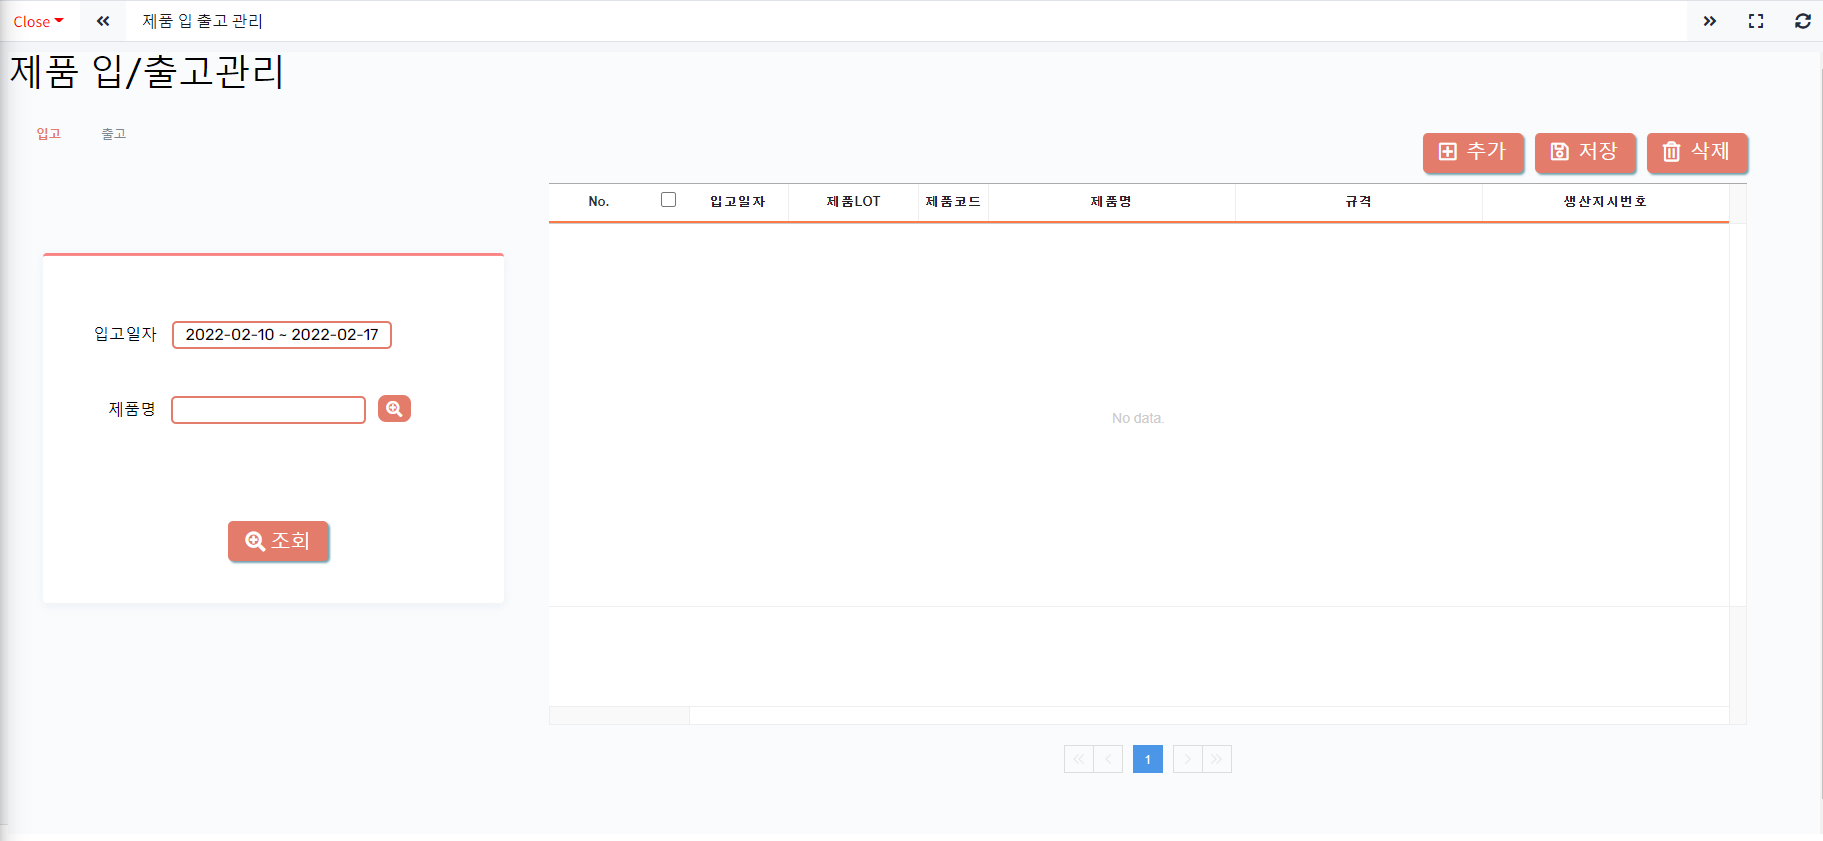 Close 제품 입 출고 관리
제품 입/출고관리
입고 출고
추가 저장 삭제
No. 입고일자 제품LOT 제품코드 제품명 규격 생산지시번호
입고일자 2022-02-10 ~ 2022-02-17
제품명
No data.
조회
1